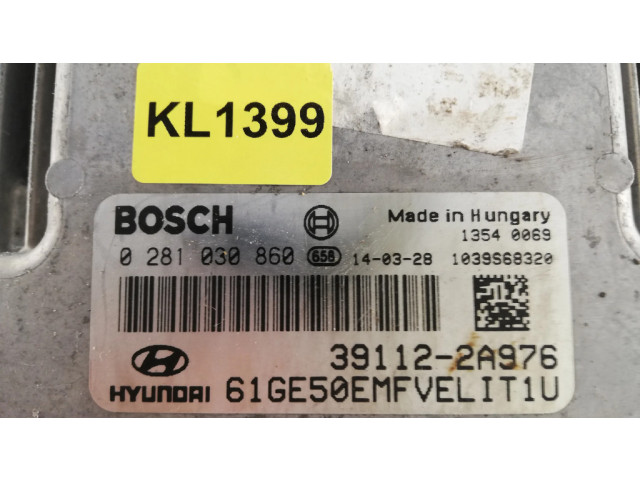 KL1399
BOSCH
Made in Hungary
1354 0069
0 281 030 860 656 14-03-28 1039S68320
39112-2A976
HYUNDAI 61GE50EMFVELIT1U